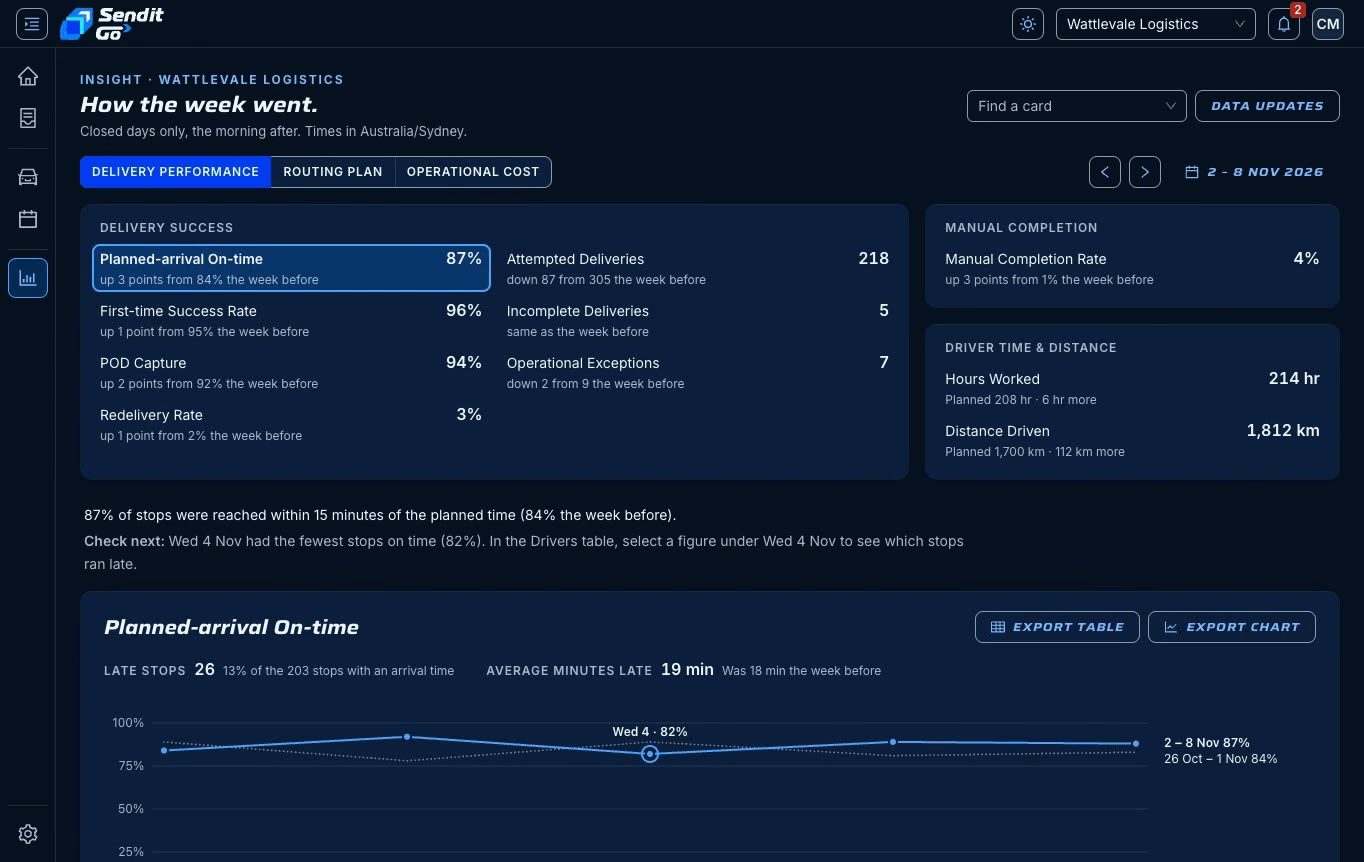 Sendit
Go
Wattlevale Logistics
2
CM
INSIGHT · WATTLEVALE LOGISTICS
How the week went.
Closed days only, the morning after. Times in Australia/Sydney.
Find a card
DATA UPDATES
DELIVERY PERFORMANCE
ROUTING PLAN
OPERATIONAL COST
2 - 8 NOV 2026
DELIVERY SUCCESS
Planned-arrival On-time 87%
up 3 points from 84% the week before
First-time Success Rate 96%
up 1 point from 95% the week before
POD Capture 94%
up 2 points from 92% the week before
Redelivery Rate 3%
up 1 point from 2% the week before
Attempted Deliveries 218
down 87 from 305 the week before
Incomplete Deliveries 5
same as the week before
Operational Exceptions 7
down 2 from 9 the week before
MANUAL COMPLETION
Manual Completion Rate 4%
up 3 points from 1% the week before
DRIVER TIME & DISTANCE
Hours Worked 214 hr
Planned 208 hr · 6 hr more
Distance Driven 1,812 km
Planned 1,700 km · 112 km more
87% of stops were reached within 15 minutes of the planned time (84% the week before).
Check next: Wed 4 Nov had the fewest stops on time (82%). In the Drivers table, select a figure under Wed 4 Nov to see which stops
ran late.
Planned-arrival On-time
EXPORT TABLE
EXPORT CHART
LATE STOPS 26 13% of the 203 stops with an arrival time
AVERAGE MINUTES LATE 19 min Was 18 min the week before
100%
75%
50%
25%
Wed 4 · 82%
2 – 8 Nov 87%
26 Oct – 1 Nov 84%